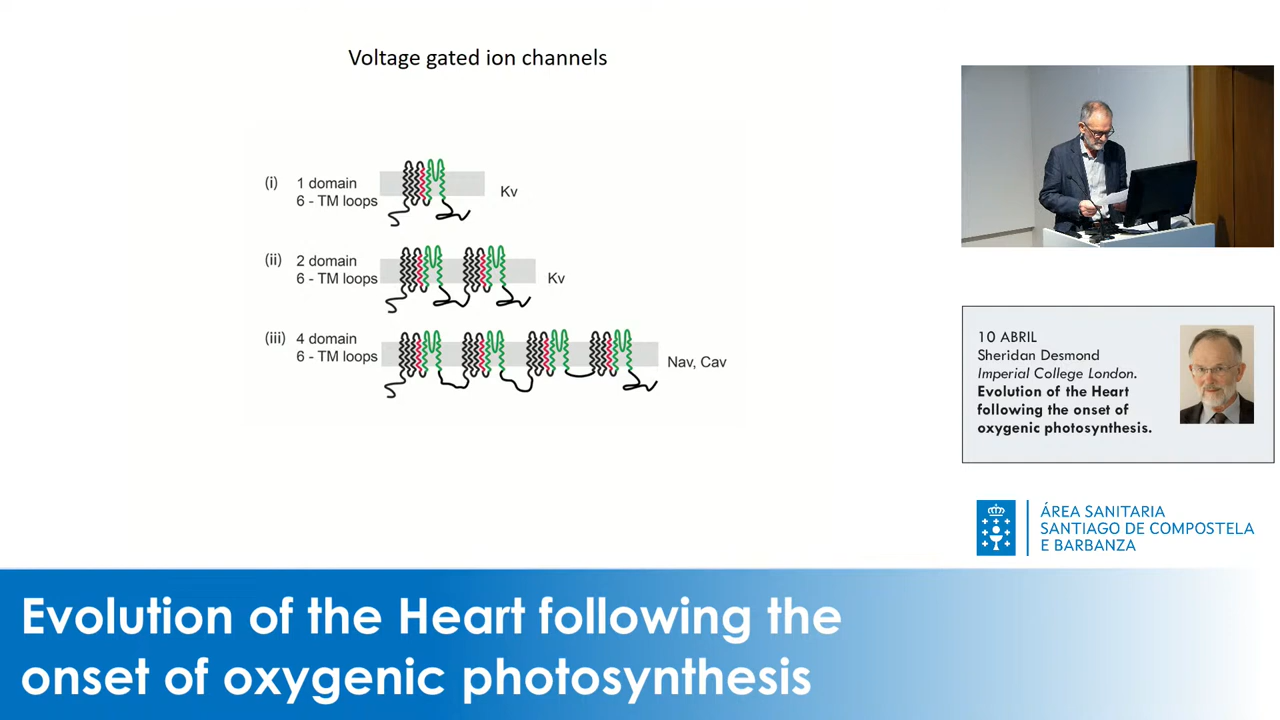 Voltage gated ion channels
(i) 1 domain
6 - TM loops
Kv
(ii) 2 domain
6 - TM loops
Kv
(iii) 4 domain
6 - TM loops
Nav, Cav
10 ABRIL
Sheridan Desmond
Imperial College London.
Evolution of the Heart
following the onset of
oxygenic photosynthesis.
ÁREA SANITARIA
SANTIAGO DE COMPOSTELA
E BARBANZA
Evolution of the Heart following the
onset of oxygenic photosynthesis